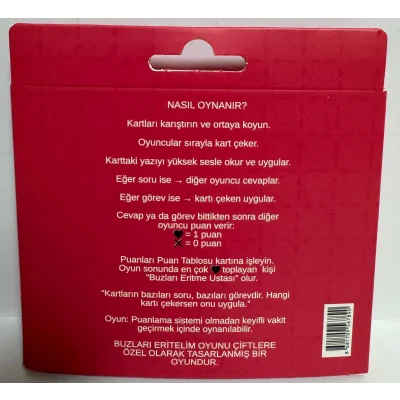 NASIL OYNANIR?
Kartları karıştırın ve ortaya koyun.
Oyuncular sırayla kart çeker.
Karttaki yazıyı yüksek sesle okur ve uygular.
Eğer soru ise → diğer oyuncu cevaplar.
Eğer görev ise → kartı çeken uygular.
Cevap ya da görev bittikten sonra diğer
oyuncu puan verir:
♥ = 1 puan
✕ = 0 puan
Puanları Puan Tablosu kartına işleyin.
Oyun sonunda en çok ♥ toplayan kişi
"Buzları Eritme Ustası" olur.
"Kartların bazıları soru, bazıları görevdir. Hangi
kartı çekersen onu uygula."
Oyun: Puanlama sistemi olmadan keyifli vakit
geçirmek içinde oynanılabilir.
BUZLARI ERİTELİM OYUNU ÇİFTLERE
ÖZEL OLARAK TASARLANMIŞ BİR
OYUNDUR.